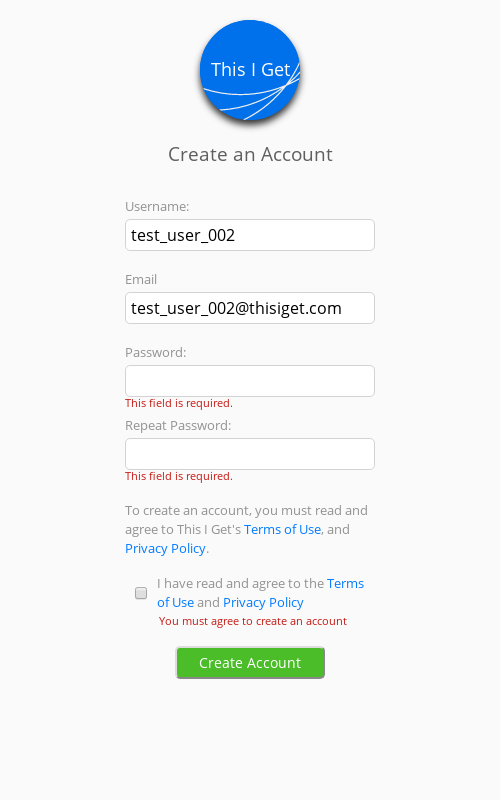 This I Get
Create an Account
Username:
test_user_002
Email
test_user_002@thisiget.com
Password:
This field is required.
Repeat Password:
This field is required.
To create an account, you must read and
agree to This I Get's Terms of Use, and
Privacy Policy.
I have read and agree to the Terms
of Use and Privacy Policy
You must agree to create an account
Create Account